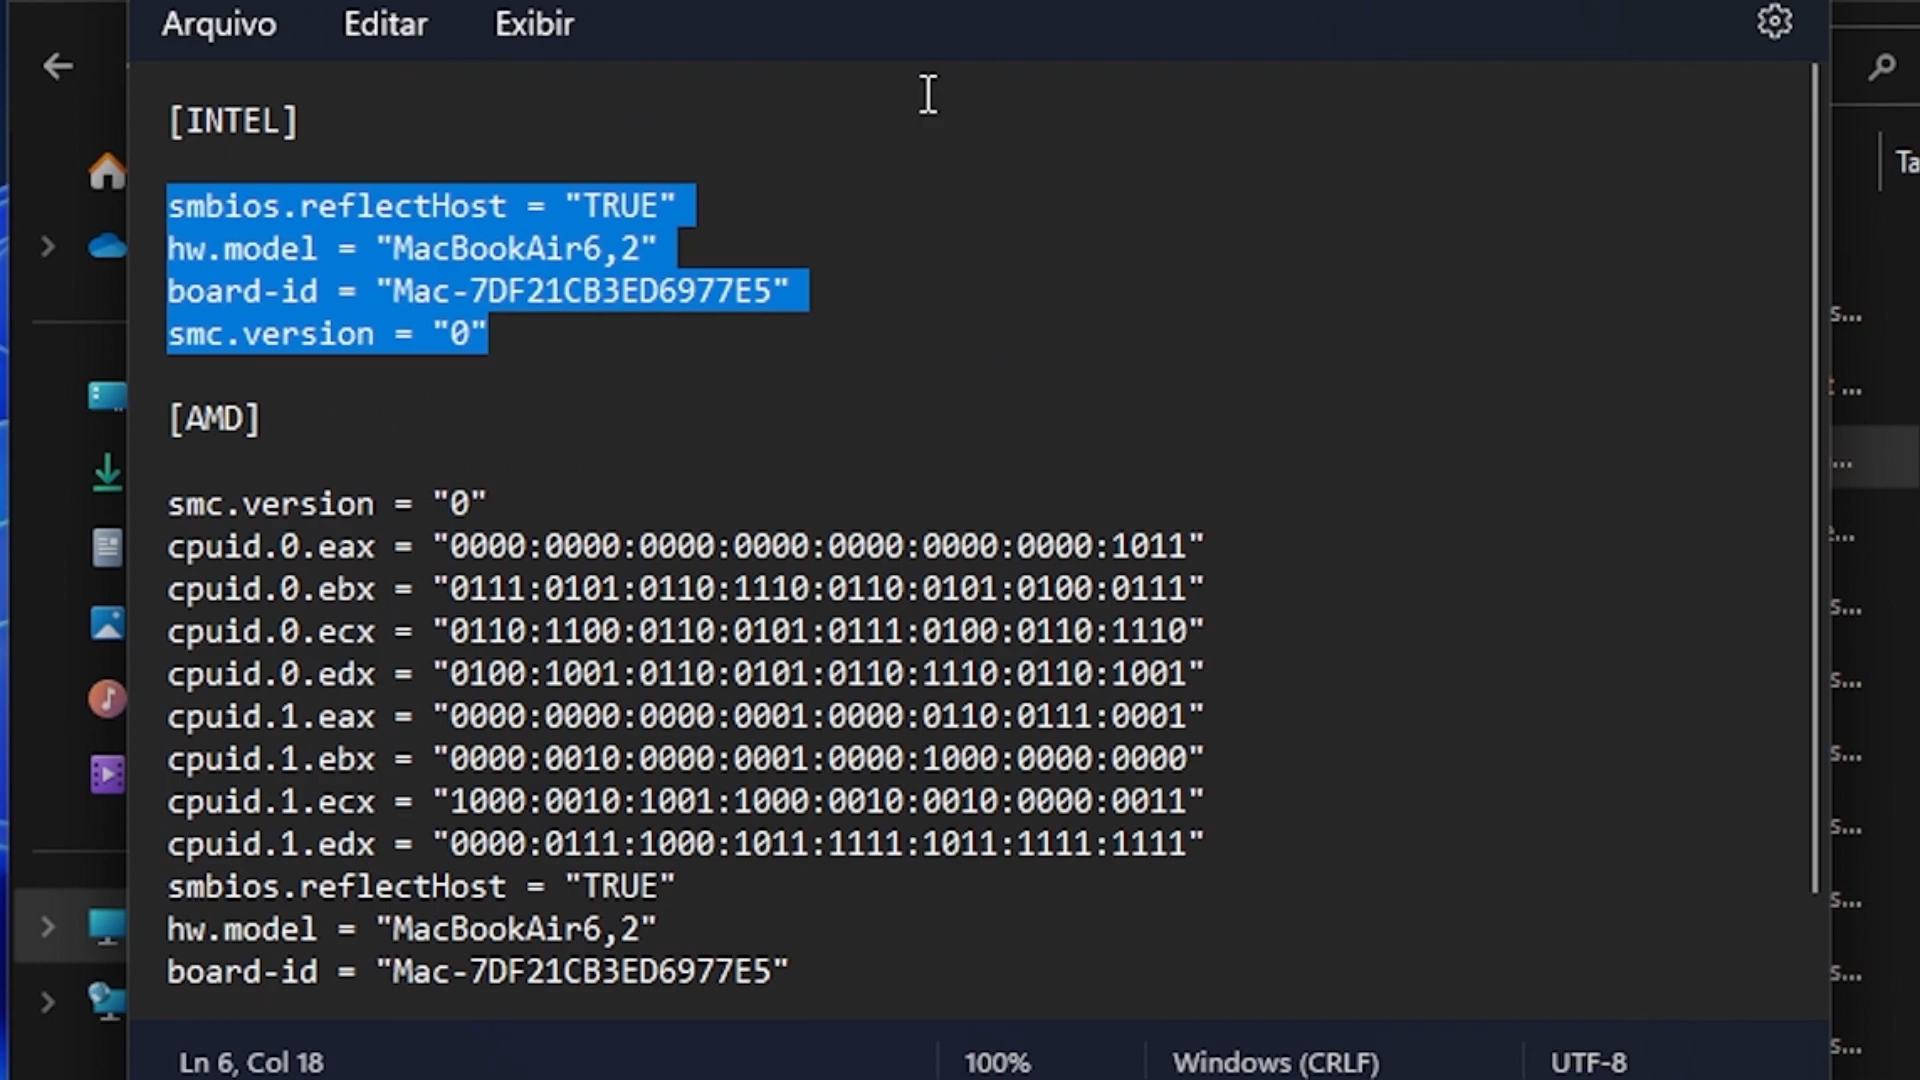 Arquivo Editar Exibir
[INTEL]
smbios.reflectHost = "TRUE"
hw.model = "MacBookAir6,2"
board-id = "Mac-7DF21CB3ED6977E5"
smc.version = "0"
[AMD]
smc.version = "0"
cpuid.0.eax = "0000:0000:0000:0000:0000:0000:0000:1011"
cpuid.0.ebx = "0111:0101:0110:1110:0110:0101:0100:0111"
cpuid.0.ecx = "0110:1100:0110:0101:0111:0100:0110:1110"
cpuid.0.edx = "0100:1001:0110:0101:0110:1110:0110:1001"
cpuid.1.eax = "0000:0000:0000:0001:0000:0110:0111:0001"
cpuid.1.ebx = "0000:0010:0000:0001:0000:1000:0000:0000"
cpuid.1.ecx = "1000:0010:1001:1000:0010:0010:0000:0011"
cpuid.1.edx = "0000:0111:1000:1011:1111:1011:1111:1111"
smbios.reflectHost = "TRUE"
hw.model = "MacBookAir6,2"
board-id = "Mac-7DF21CB3ED6977E5"
Ln 6, Col 18 100% Windows (CRLF) UTF-8